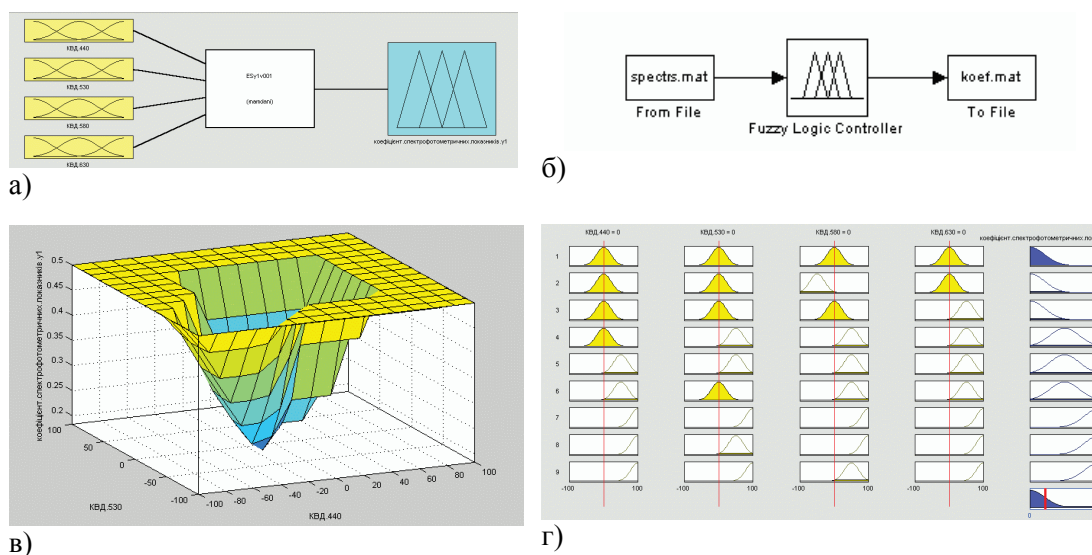 КВД.440
КВД.530
КВД.580
КВД.630
ESy1v001
(mamdani)
коефіцієнт.спектрофотометричних.показників.y1
а)
spectrs.mat
From File
Fuzzy Logic Controller
koef.mat
To File
б)
коефіцієнт.спектрофотометричних.показників.y1
0.5
0.45
0.4
0.35
0.3
0.25
0.2
100
50
0
-50
-100
КВД.530
-100
-80
-60
-40
-20
0
20
40
60
80
100
КВД.440
в)
КВД.440 = 0
КВД.530 = 0
КВД.580 = 0
КВД.630 = 0
коефіцієнт.спектрофотометричних.по
1
2
3
4
5
6
7
8
9
-100 100
-100 100
-100 100
-100 100
0
г)